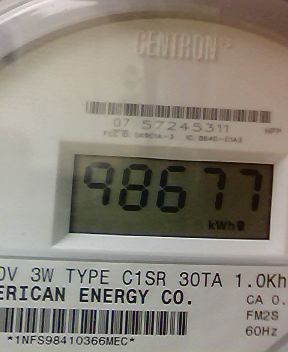 CENTRON
07 57245311
98677
kWh
0V 3W TYPE C1SR 30TA 1.0Kh
ERICAN ENERGY CO.
CA 0.
FM2S
60Hz
*1NFS98410366MEC*